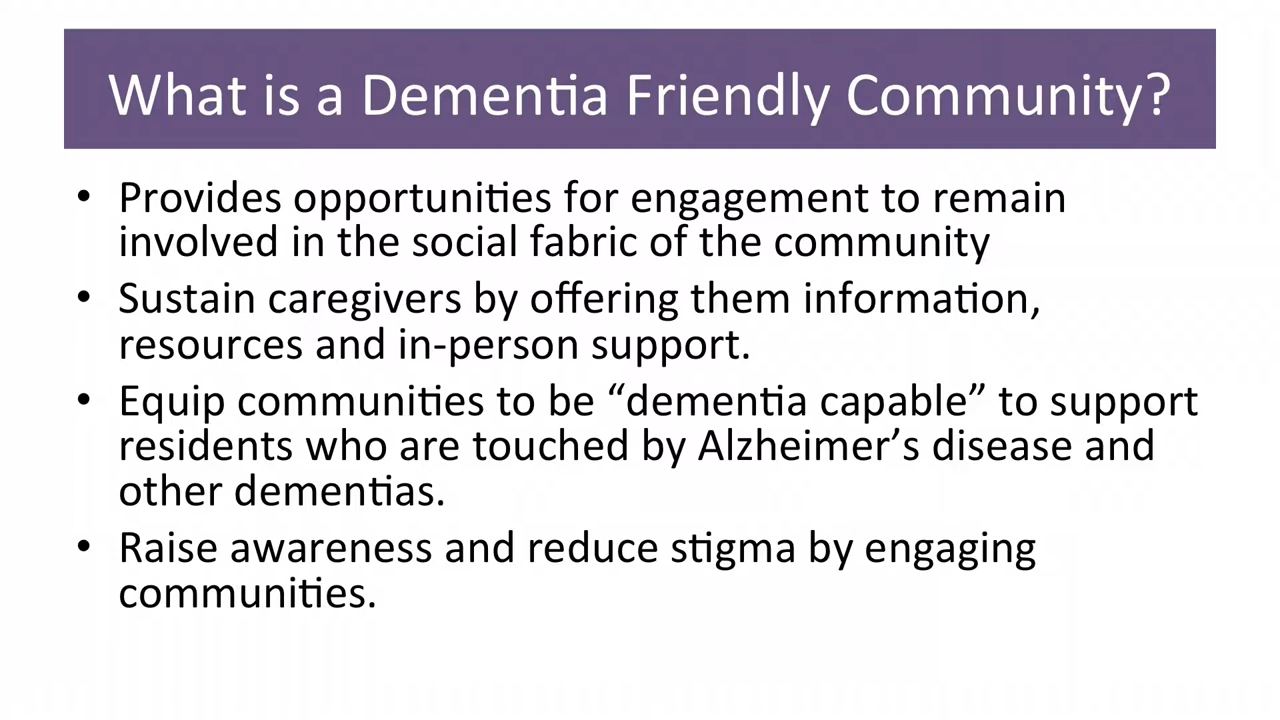 What is a Dementia Friendly Community?
• Provides opportunities for engagement to remain
involved in the social fabric of the community
• Sustain caregivers by offering them information,
resources and in-person support.
• Equip communities to be “dementia capable” to support
residents who are touched by Alzheimer’s disease and
other dementias.
• Raise awareness and reduce stigma by engaging
communities.